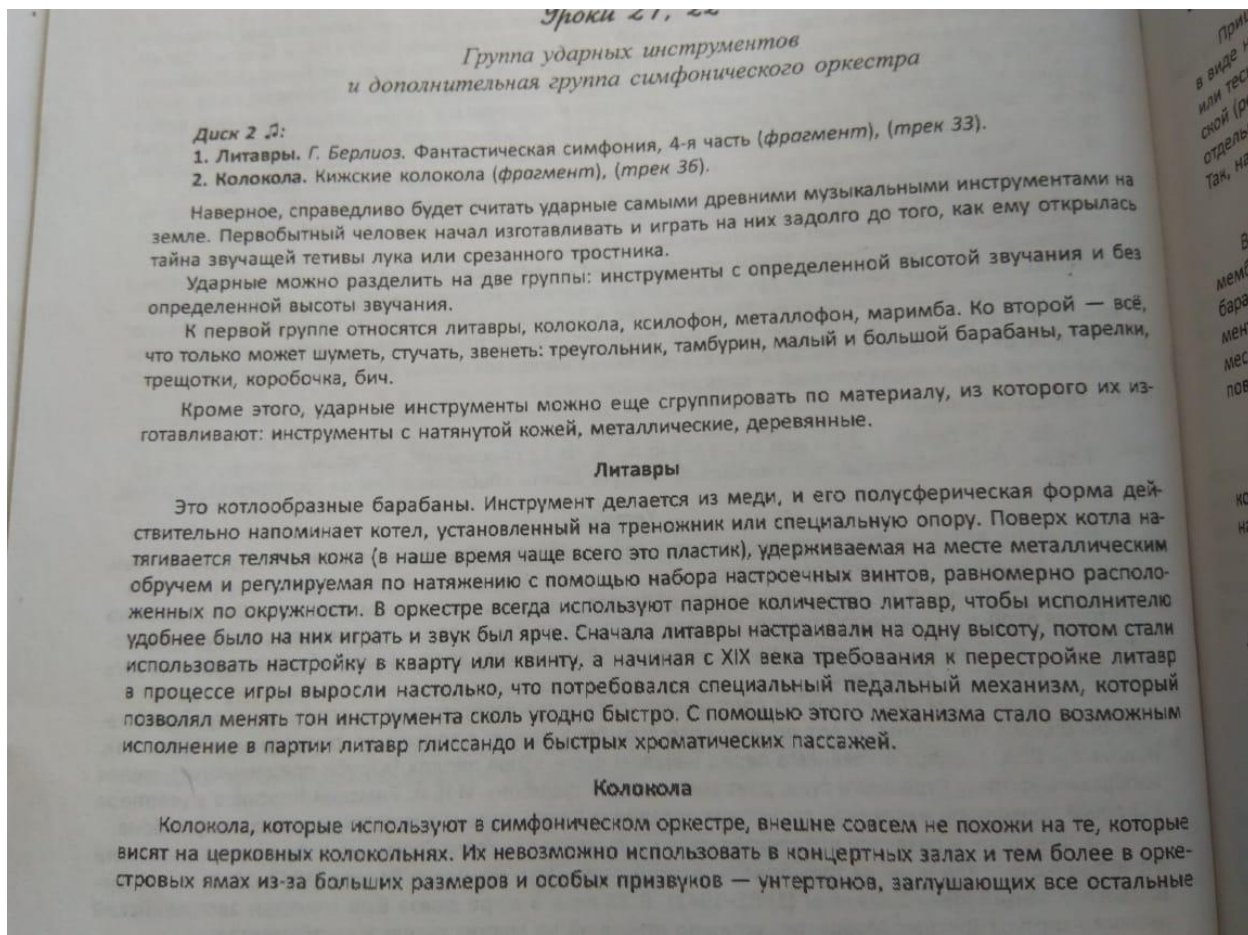 Уроки 21, 22
Группа ударных инструментов
и дополнительная группа симфонического оркестра
Диск 2 ♫:
1. Литавры. Г. Берлиоз. Фантастическая симфония, 4-я часть (фрагмент), (трек 33).
2. Колокола. Кижские колокола (фрагмент), (трек 36).
Наверное, справедливо будет считать ударные самыми древними музыкальными инструментами на
земле. Первобытный человек начал изготавливать и играть на них задолго до того, как ему открылась
тайна звучащей тетивы лука или срезанного тростника.
Ударные можно разделить на две группы: инструменты с определенной высотой звучания и без
определенной высоты звучания.
К первой группе относятся литавры, колокола, ксилофон, металлофон, маримба. Ко второй — всё,
что только может шуметь, стучать, звенеть: треугольник, тамбурин, малый и большой барабаны, тарелки,
трещотки, коробочка, бич.
Кроме этого, ударные инструменты можно еще сгруппировать по материалу, из которого их из-
готавливают: инструменты с натянутой кожей, металлические, деревянные.
Литавры
Это котлообразные барабаны. Инструмент делается из меди, и его полусферическая форма дей-
ствительно напоминает котел, установленный на треножник или специальную опору. Поверх котла на-
тягивается телячья кожа (в наше время чаще всего это пластик), удерживаемая на месте металлическим
обручем и регулируемая по натяжению с помощью набора настроечных винтов, равномерно располо-
женных по окружности. В оркестре всегда используют парное количество литавр, чтобы исполнителю
удобнее было на них играть и звук был ярче. Сначала литавры настраивали на одну высоту, потом стали
использовать настройку в кварту или квинту, а начиная с XIX века требования к перестройке литавр
в процессе игры выросли настолько, что потребовался специальный педальный механизм, который
позволял менять тон инструмента сколь угодно быстро. С помощью этого механизма стало возможным
исполнение в партии литавр глиссандо и быстрых хроматических пассажей.
Колокола
Колокола, которые используют в симфоническом оркестре, внешне совсем не похожи на те, которые
висят на церковных колокольнях. Их невозможно использовать в концертных залах и тем более в орке-
стровых ямах из-за больших размеров и особых призвуков — унтертонов, заглушающих все остальные